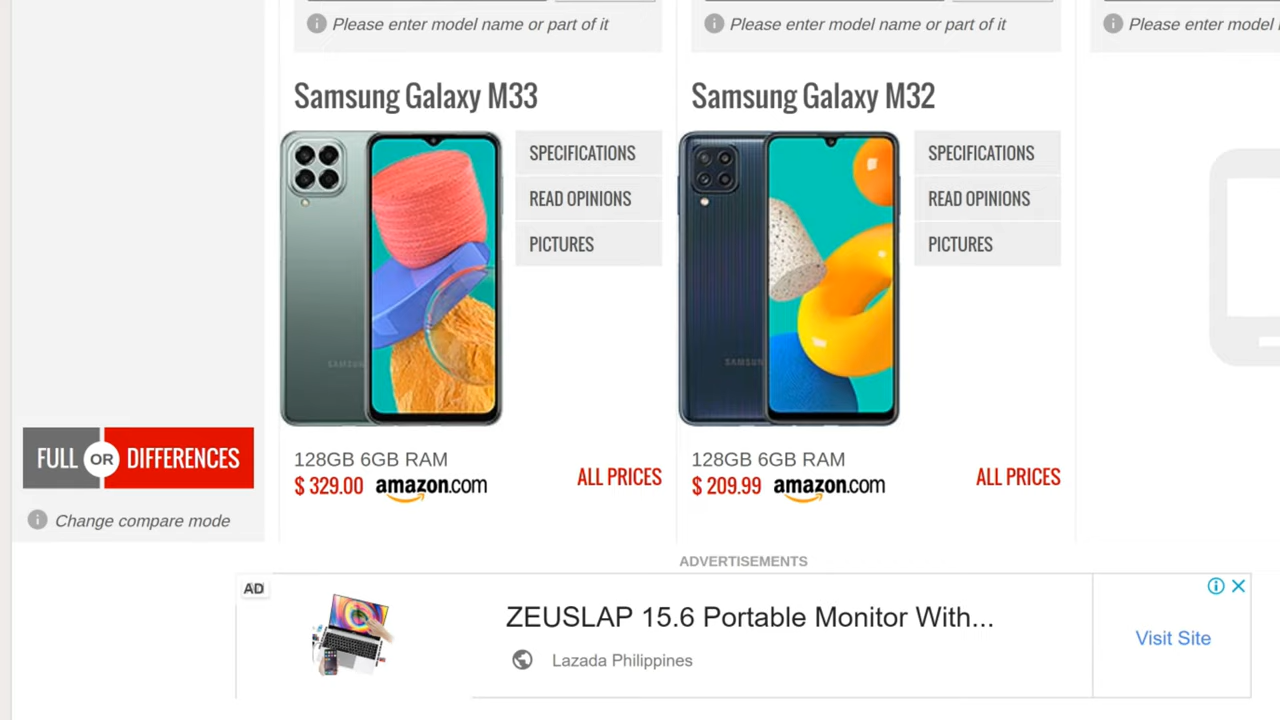 Please enter model name or part of it
Please enter model name or part of it
Please enter model
Samsung Galaxy M33
Samsung Galaxy M32
SPECIFICATIONS
READ OPINIONS
PICTURES
SPECIFICATIONS
READ OPINIONS
PICTURES
SAMSUNG
FULL OR DIFFERENCES
Change compare mode
128GB 6GB RAM
$ 329.00 amazon.com
ALL PRICES
128GB 6GB RAM
$ 209.99 amazon.com
ALL PRICES
ADVERTISEMENTS
AD
ZEUSLAP 15.6 Portable Monitor With...
Lazada Philippines
Visit Site